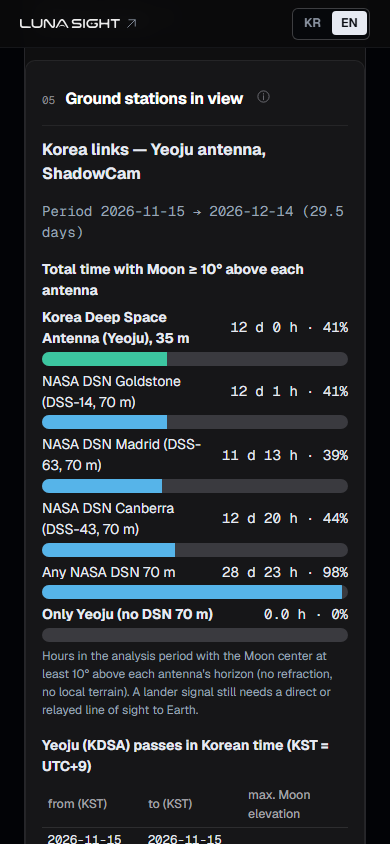 LUNA SIGHT ↗
KR EN
05 Ground stations in view ⓘ
Korea links — Yeoju antenna,
ShadowCam
Period 2026-11-15 → 2026-12-14 (29.5
days)
Total time with Moon ≥ 10° above each
antenna
Korea Deep Space
Antenna (Yeoju), 35 m
12 d 0 h · 41%
NASA DSN Goldstone
(DSS-14, 70 m)
12 d 1 h · 41%
NASA DSN Madrid (DSS-
63, 70 m)
11 d 13 h · 39%
NASA DSN Canberra
(DSS-43, 70 m)
12 d 20 h · 44%
Any NASA DSN 70 m 28 d 23 h · 98%
Only Yeoju (no DSN 70 m) 0.0 h · 0%
Hours in the analysis period with the Moon center at
least 10° above each antenna's horizon (no refraction,
no local terrain). A lander signal still needs a direct or
relayed line of sight to Earth.
Yeoju (KDSA) passes in Korean time (KST =
UTC+9)
from (KST) to (KST) max. Moon
elevation
2026-11-15 2026-11-15